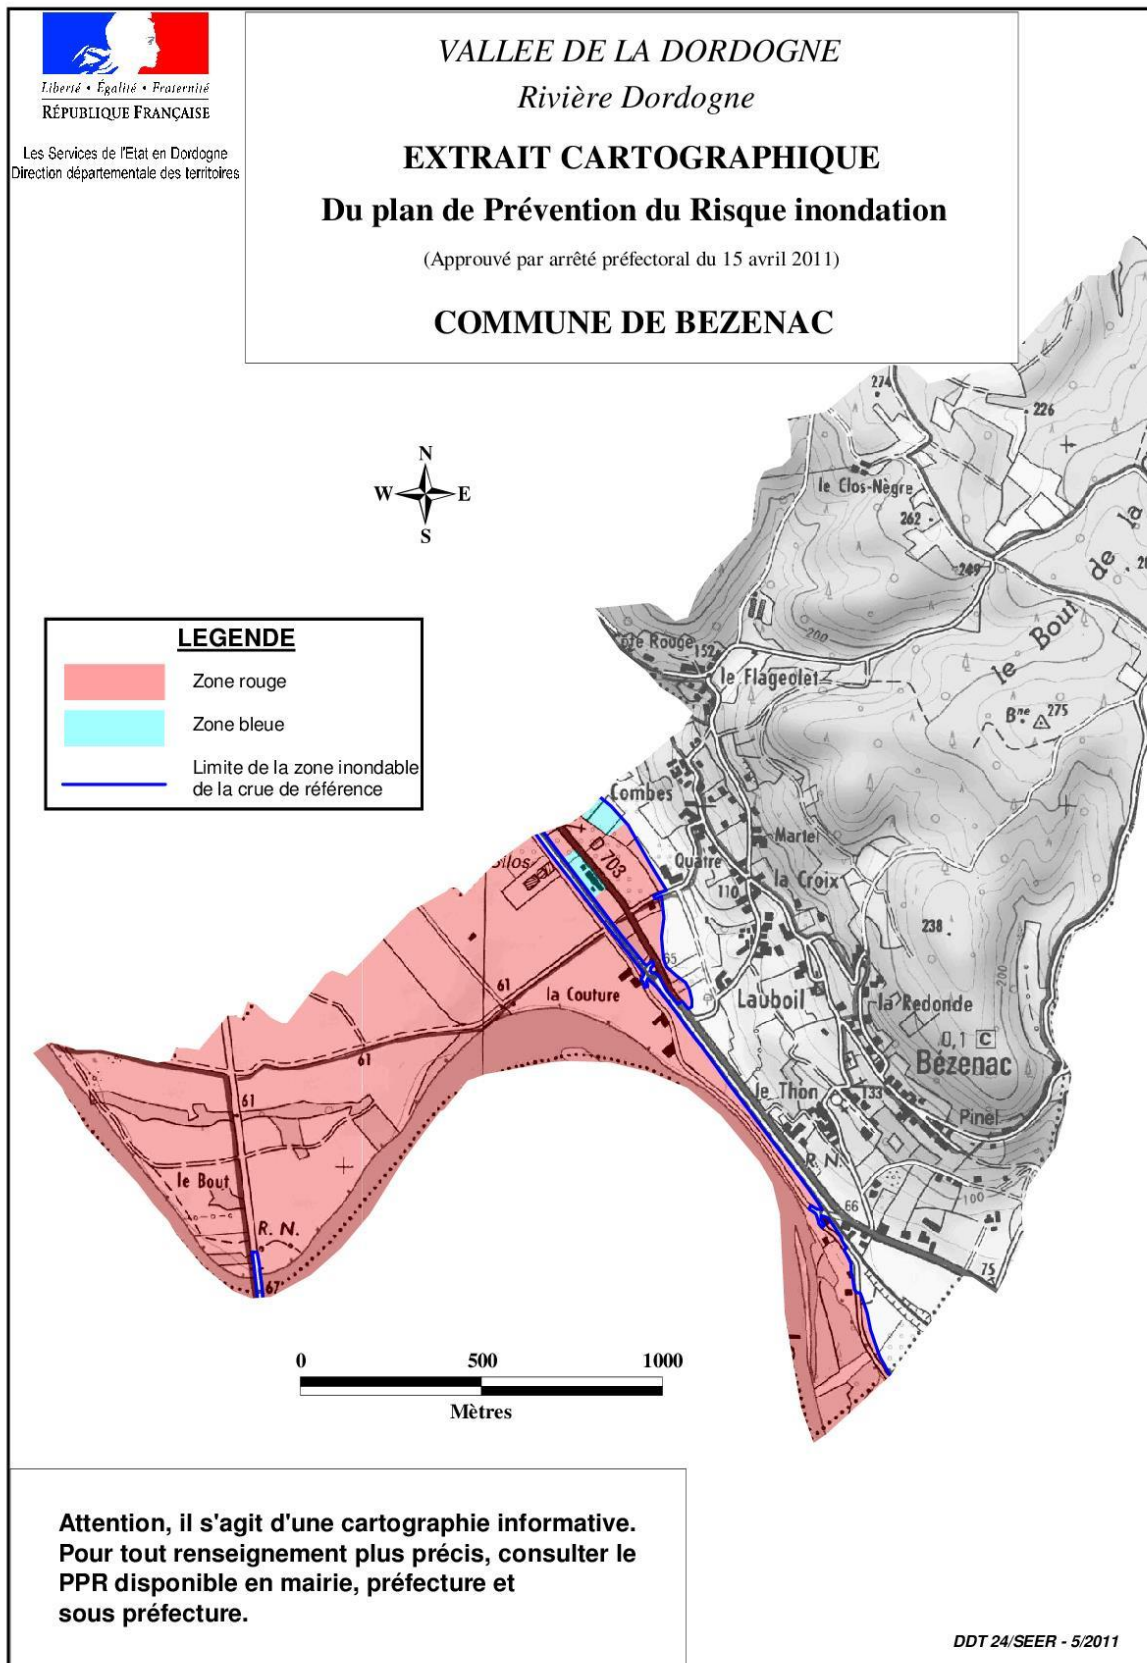 Liberté • Égalité • Fraternité
RÉPUBLIQUE FRANÇAISE
Les Services de l'Etat en Dordogne
Direction départementale des territoires
VALLEE DE LA DORDOGNE
Rivière Dordogne
EXTRAIT CARTOGRAPHIQUE
Du plan de Prévention du Risque inondation
(Approuvé par arrêté préfectoral du 15 avril 2011)
COMMUNE DE BEZENAC
N
W E
S
LEGENDE
Zone rouge
Zone bleue
Limite de la zone inondable
de la crue de référence
274
226
le Clos-Nègre
262
249
le Bout de la
200
Rouge
152
le Flageolet
Bne 275
Combes
Martel
D 703
Quatre
la Croix
110
238
200
65
61
la Couture
Lauboil
la Redonde
0,1 C
Bézenac
61
61
le Thon
133
Pinel
le Bout
R. N.
R. N.
100
66
67
75
0 500 1000
Mètres
Attention, il s'agit d'une cartographie informative.
Pour tout renseignement plus précis, consulter le
PPR disponible en mairie, préfecture et
sous préfecture.
DDT 24/SEER - 5/2011